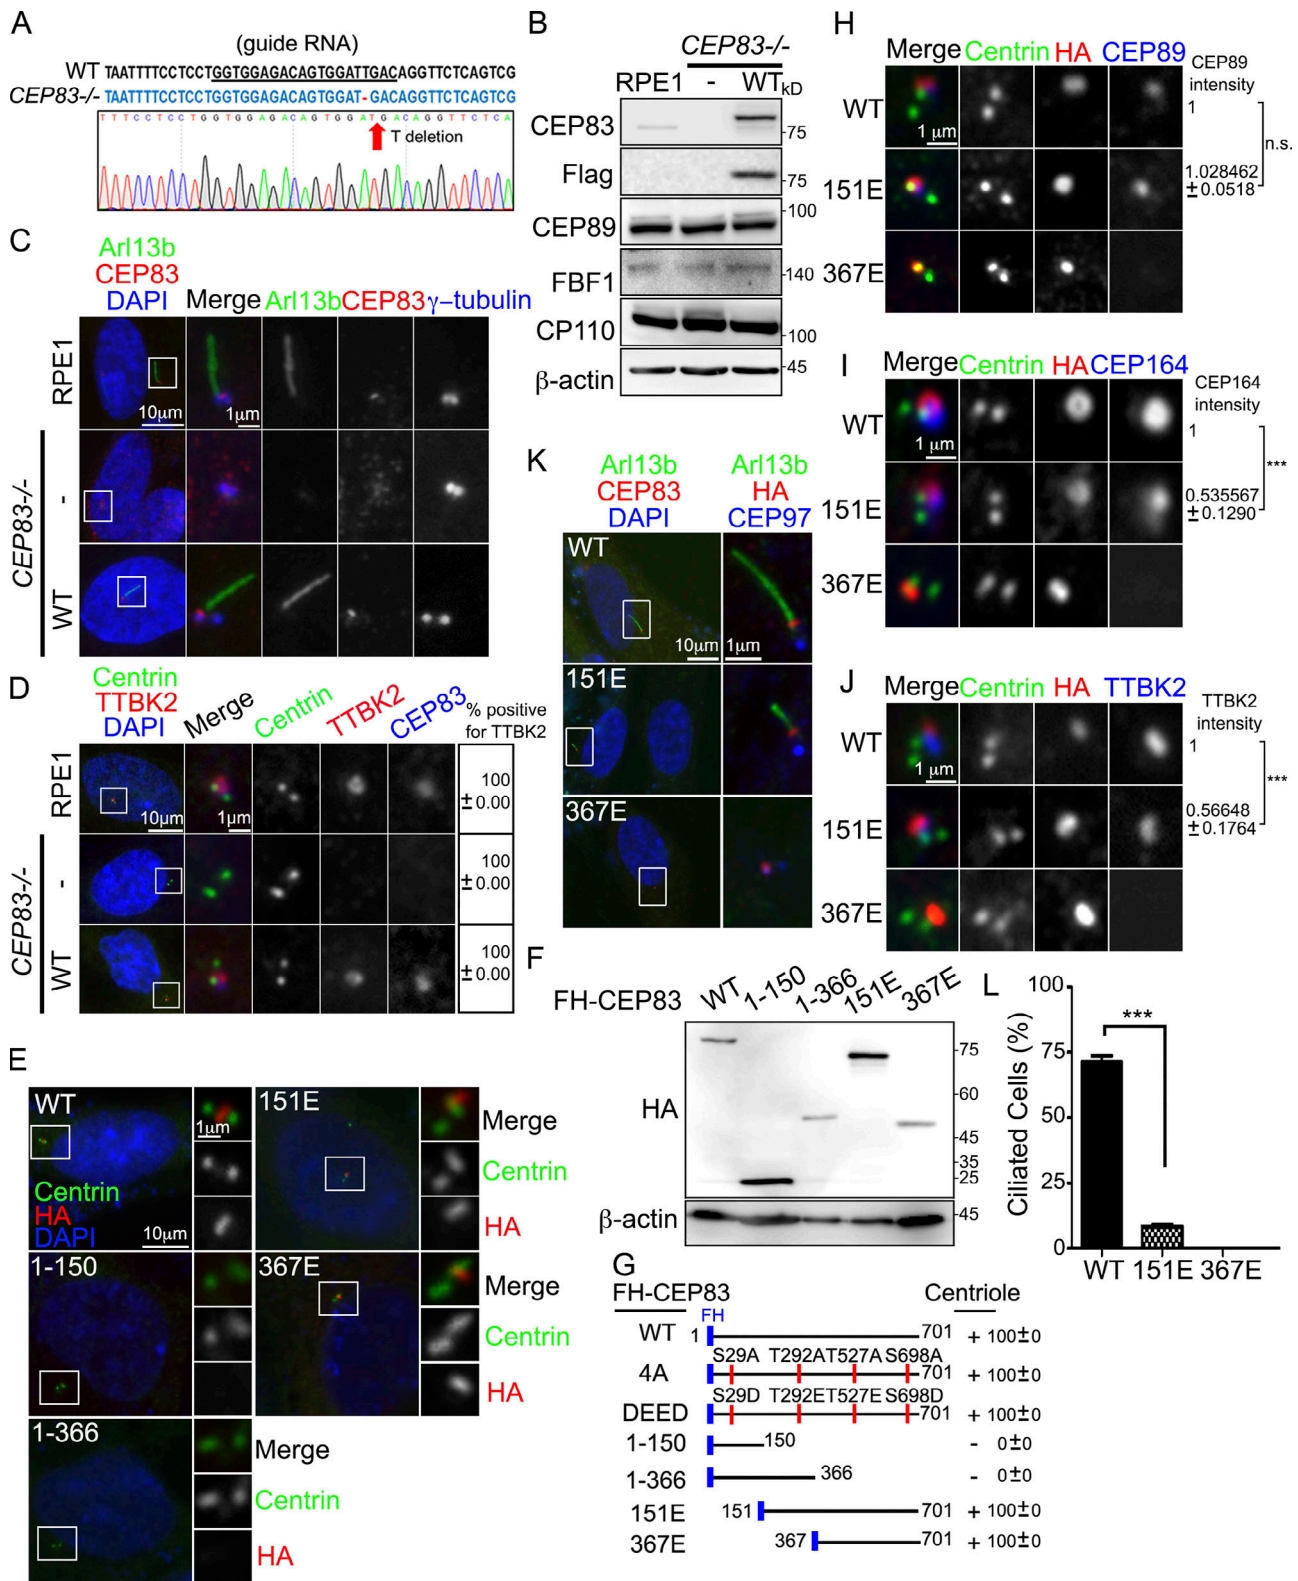 A
(guide RNA)
WT TAATTTTCCTCCTGGTGGAGACAGTGGATTGACAGGTTCTCAGTCG
CEP83-/- TAATTTTCCTCCTGGTGGAGACAGTGGAT-GACAGGTTCTCAGTCG
T T T C C T C C T G G T G G A G A C A G T G G A T G A C A G G T T C T C A
T deletion
B
CEP83-/-
RPE1 - WT kD
CEP83
75
Flag
75
CEP89
100
FBF1
140
CP110
100
β-actin
45
C
Arl13b
CEP83
DAPI Merge Arl13b CEP83 γ-tubulin
RPE1
10μm 1μm
CEP83-/-
-
WT
D
Centrin
TTBK2
DAPI Merge Centrin TTBK2 CEP83
% positive
for TTBK2
RPE1
10μm 1μm
100
±0.00
CEP83-/-
-
100
±0.00
WT
100
±0.00
E
WT
Centrin
HA
DAPI
10μm
1μm
151E
Merge
Centrin
HA
1-150
367E
Merge
Centrin
HA
1-366
Merge
Centrin
HA
F
FH-CEP83 WT 1-150 1-366 151E 367E
HA
75
60
45
35
25
β-actin
45
G
FH-CEP83 Centriole
FH
WT 1 701 + 100±0
S29A T292A T527A S698A
4A 701 + 100±0
S29D T292E T527E S698D
DEED 701 + 100±0
1-150 150 - 0±0
1-366 366 - 0±0
151E 151 701 + 100±0
367E 367 701 + 100±0
H
Merge Centrin HA CEP89
CEP89
intensity
WT
1 μm
1
n.s.
151E
1.028462
±0.0518
367E
I
Merge Centrin HA CEP164
CEP164
intensity
WT
1 μm
1
***
151E
0.535567
±0.1290
367E
J
Merge Centrin HA TTBK2
TTBK2
intensity
WT
1 μm
1
***
151E
0.56648
±0.1764
367E
K
Arl13b
CEP83
DAPI
Arl13b
HA
CEP97
WT
10μm 1μm
151E
367E
L
Ciliated Cells (%)
100
75
50
25
0
***
WT 151E 367E